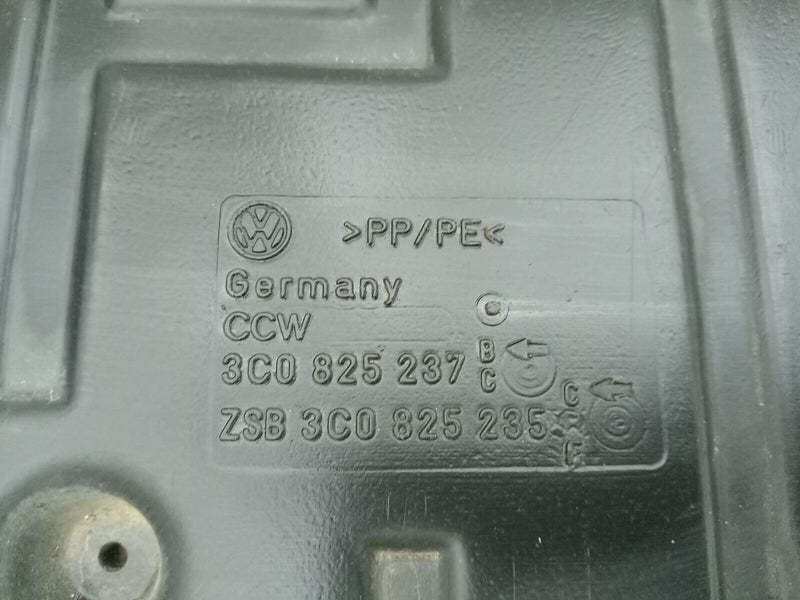 >PP/PE<
Germany
CCW
3C0 825 237 B C
ZSB 3C0 825 235 C